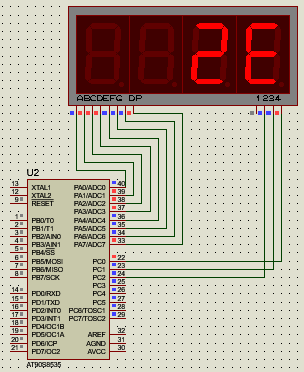 2E
ABCDEFG DP
1234
U2
13 XTAL1 PA0/ADC0 40
12 XTAL2 PA1/ADC1 39
9 RESET PA2/ADC2 38
PA3/ADC3 37
1 PB0/T0 PA4/ADC4 36
2 PB1/T1 PA5/ADC5 35
3 PB2/AIN0 PA6/ADC6 34
4 PB3/AIN1 PA7/ADC7 33
5 PB4/SS
6 PB5/MOSI PC0 22
7 PB6/MISO PC1 23
8 PB7/SCK PC2 24
PC3 25
14 PD0/RXD PC4 26
15 PD1/TXD PC5 27
16 PD2/INT0 PC6/TOSC1 28
17 PD3/INT1 PC7/TOSC2 29
18 PD4/OC1B
19 PD5/OC1A AREF 32
20 PD6/ICP AGND 31
21 PD7/OC2 AVCC 30
AT90S8535